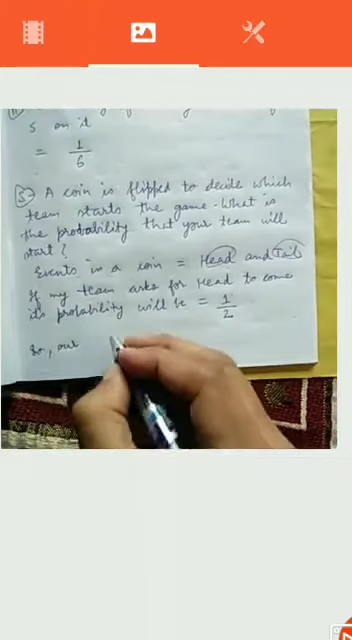 s on it
= 1/6
5- A coin is flipped to decide which
team starts the game. What is
the probability that your team will
start?
Events in a coin = Head and Tail
If my team asks for Head to come
its probability will be = 1/2
So, our